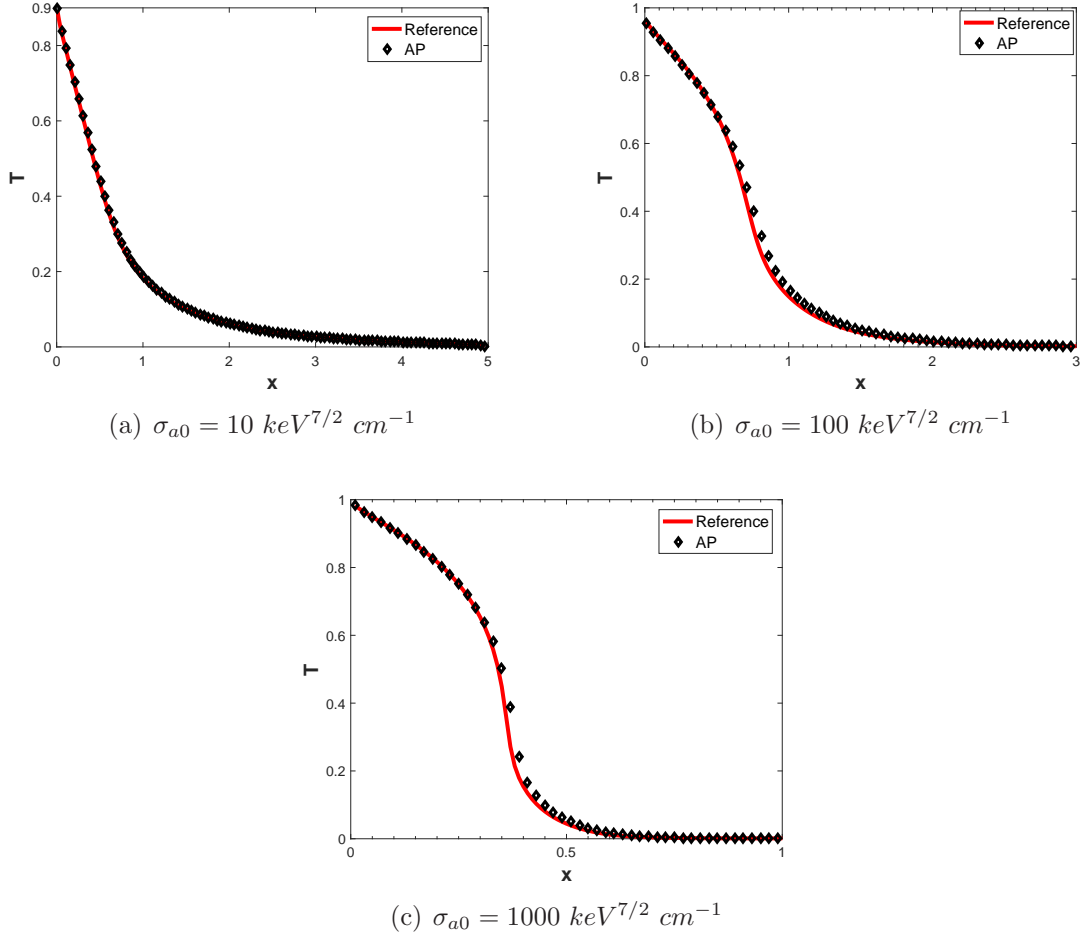 0.9
0.8
0.6
0.4
0.2
0
T
0 1 2 3 4 5
x
Reference
AP
(a) σ_{a0} = 10 keV^{7/2} cm^{-1}
1
0.8
0.6
0.4
0.2
0
T
0 1 2 3
x
Reference
AP
(b) σ_{a0} = 100 keV^{7/2} cm^{-1}
1
0.8
0.6
0.4
0.2
0
T
0 0.5 1
x
Reference
AP
(c) σ_{a0} = 1000 keV^{7/2} cm^{-1}